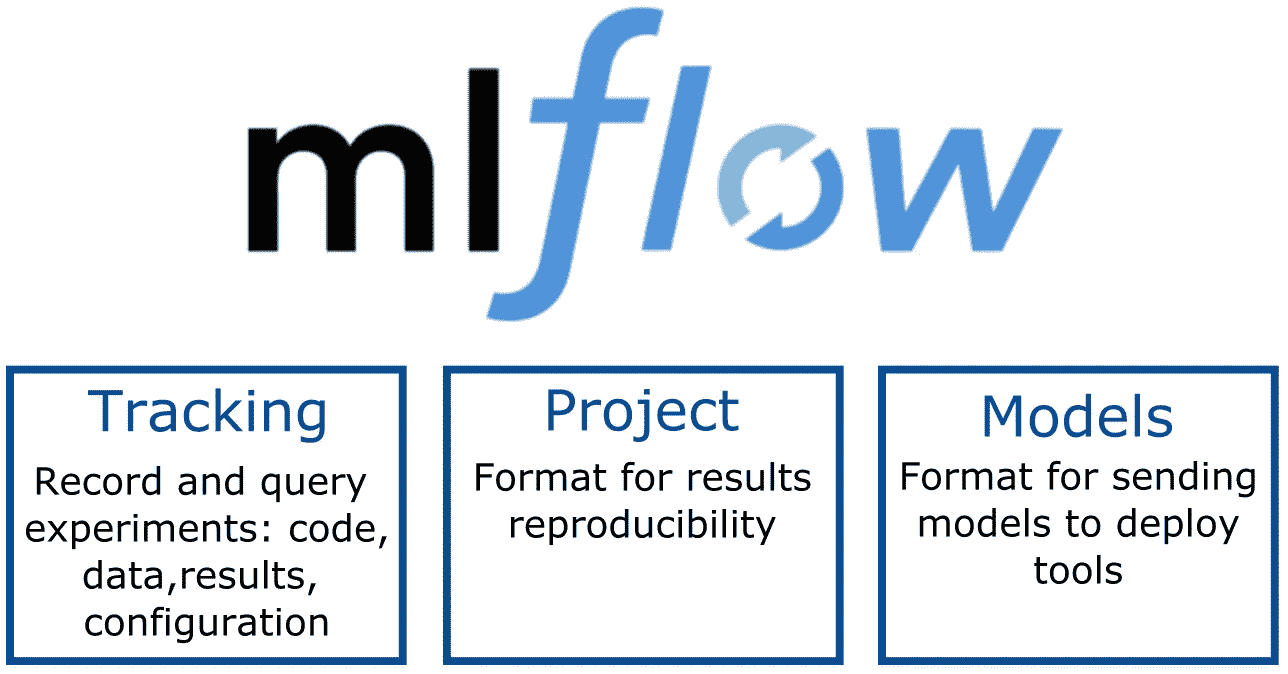 mlflow
Tracking
Record and query
experiments: code,
data,results,
configuration
Project
Format for results
reproducibility
Models
Format for sending
models to deploy
tools